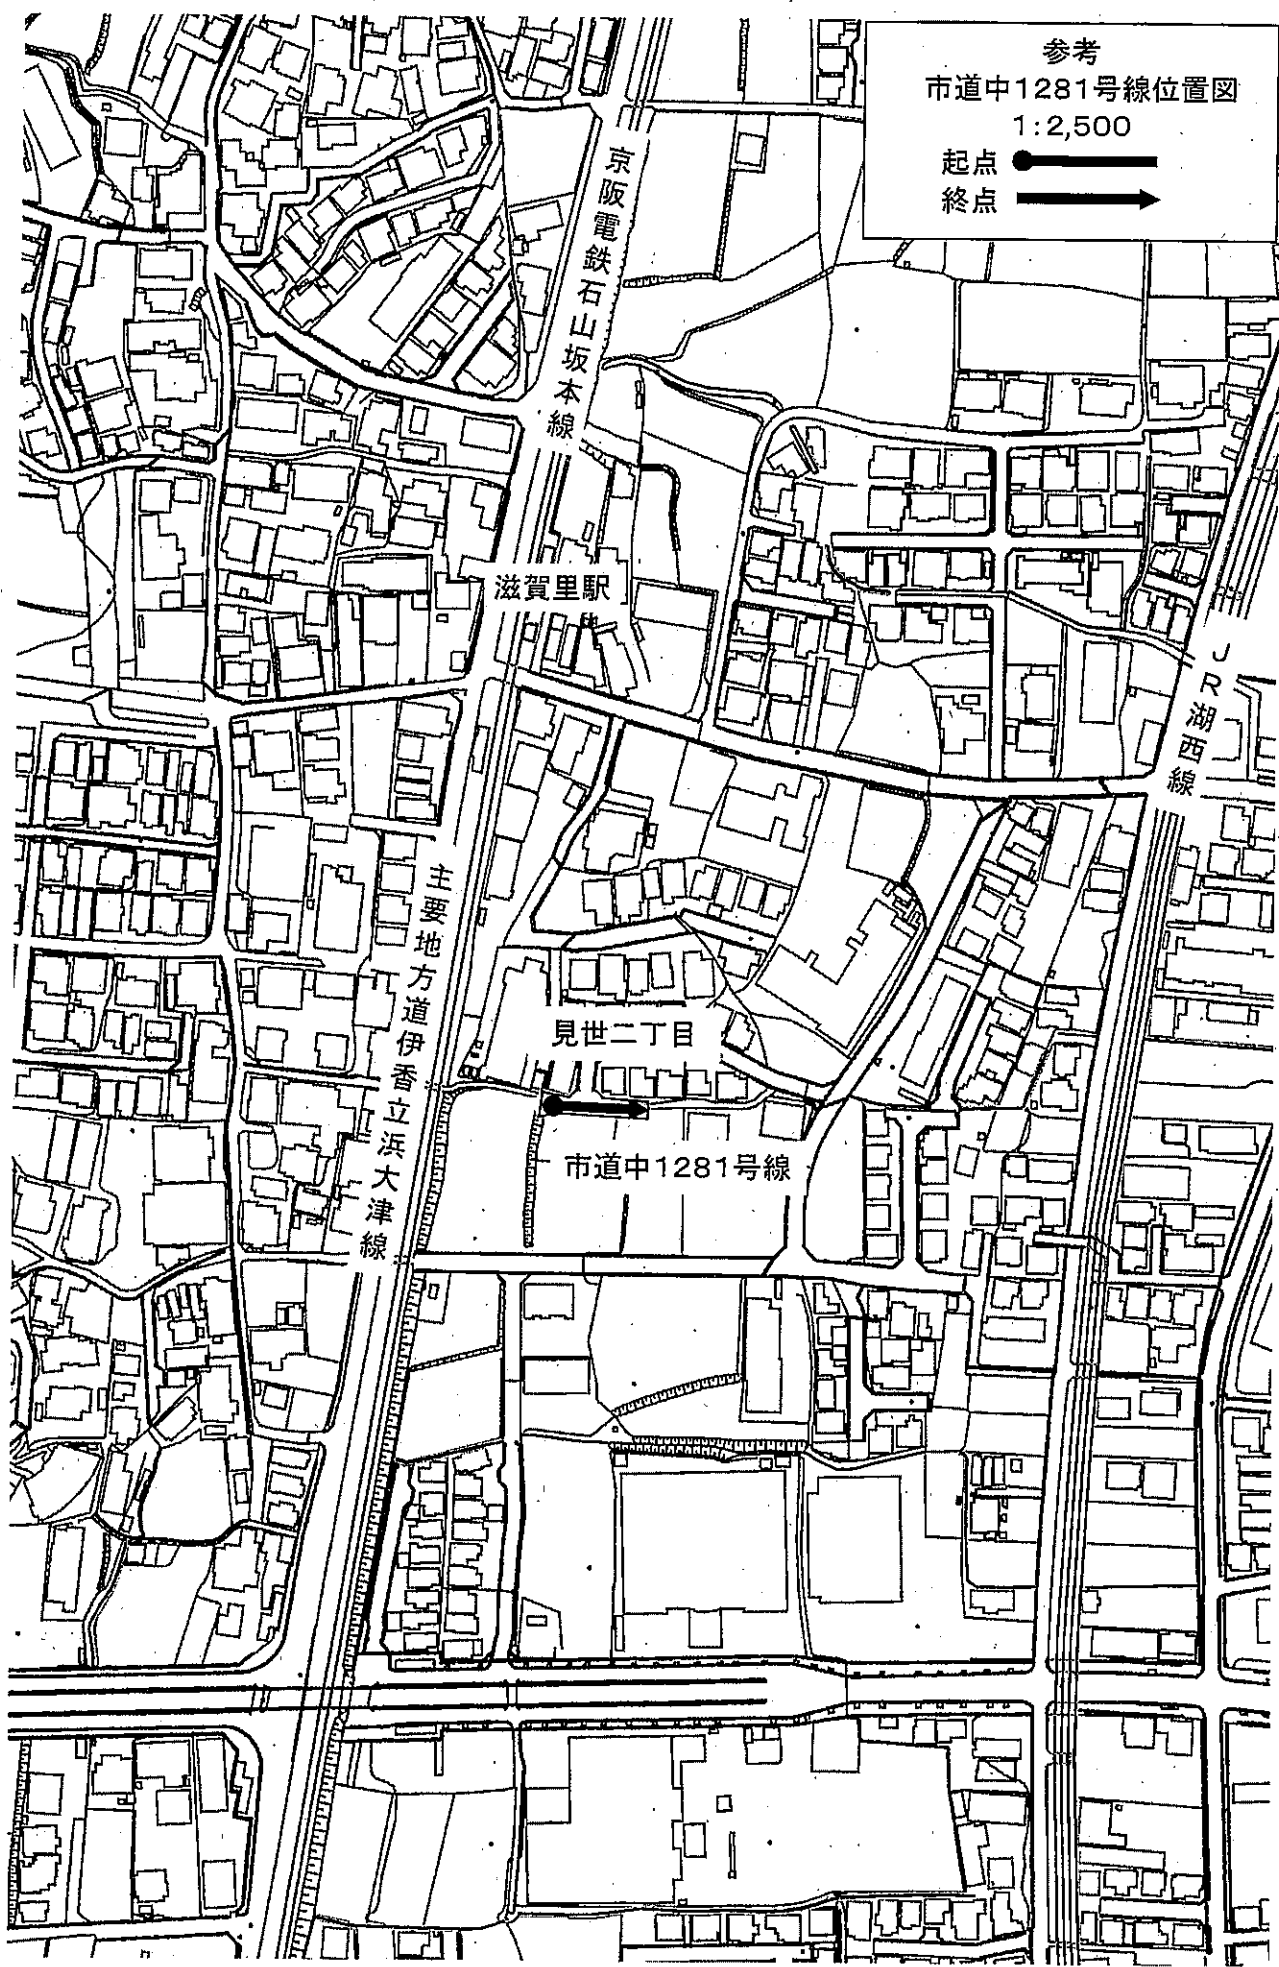 参考
市道中1281号線位置図
1:2,500
起点
終点
京阪電鉄石山坂本線
滋賀里駅
JR湖西線
主要地方道伊香立浜大津線
見世二丁目
市道中1281号線